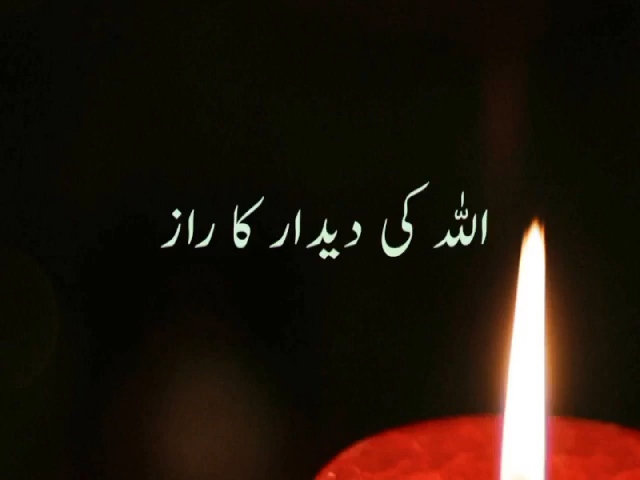 اللہ کی دیدار کا راز